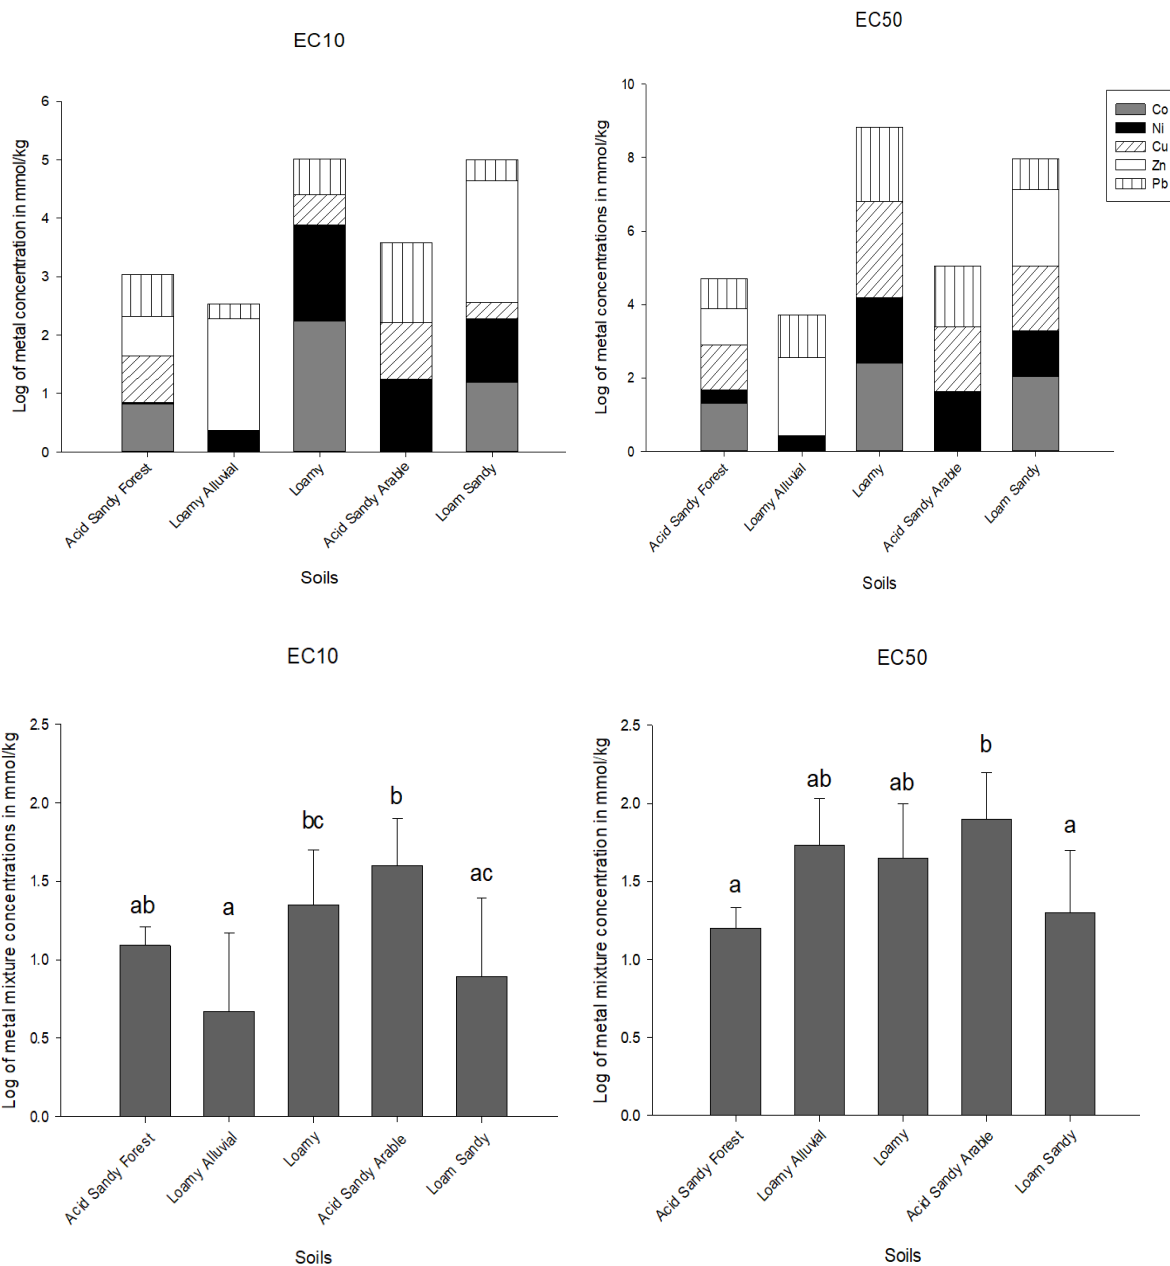 EC10
Log of metal concentration in mmol/kg
6
5
4
3
2
1
0
Acid Sandy Forest
Loamy Alluvial
Loamy
Acid Sandy Arable
Loam Sandy
Soils
EC50
Log of metal concentrations in mmol/kg
10
8
6
4
2
0
Acid Sandy Forest
Loamy Alluvial
Loamy
Acid Sandy Arable
Loam Sandy
Soils
Co
Ni
Cu
Zn
Pb
EC10
Log of metal mixture concentrations in mmol/kg
2.5
2.0
1.5
1.0
0.5
0.0
ab
a
bc
b
ac
Acid Sandy Forest
Loamy Alluvial
Loamy
Acid Sandy Arable
Loam Sandy
Soils
EC50
Log of metal mixture concentration in mmol/kg
2.5
2.0
1.5
1.0
0.5
0.0
a
ab
ab
b
a
Acid Sandy Forest
Loamy Alluvial
Loamy
Acid Sandy Arable
Loam Sandy
Soils